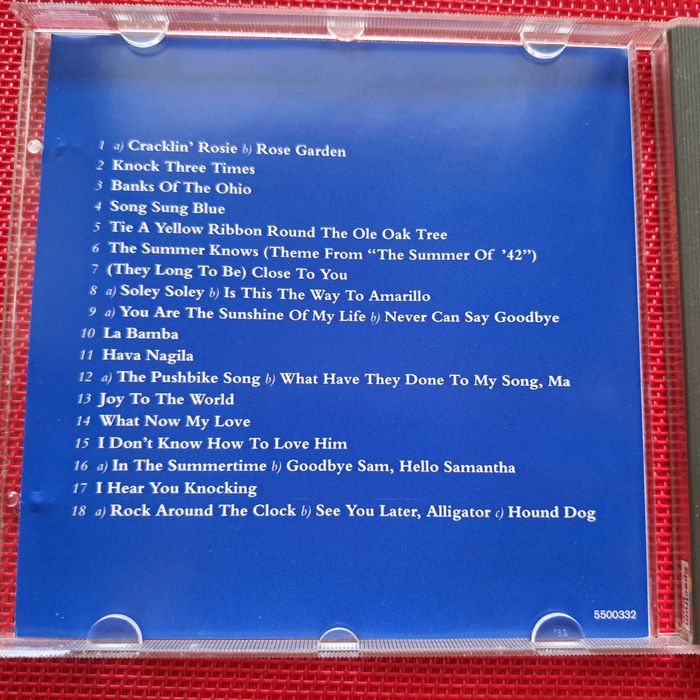 1 a) Cracklin' Rosie b) Rose Garden
2 Knock Three Times
3 Banks Of The Ohio
4 Song Sung Blue
5 Tie A Yellow Ribbon Round The Ole Oak Tree
6 The Summer Knows (Theme From "The Summer Of '42")
7 (They Long To Be) Close To You
8 a) Soley Soley b) Is This The Way To Amarillo
9 a) You Are The Sunshine Of My Life b) Never Can Say Goodbye
10 La Bamba
11 Hava Nagila
12 a) The Pushbike Song b) What Have They Done To My Song, Ma
13 Joy To The World
14 What Now My Love
15 I Don't Know How To Love Him
16 a) In The Summertime b) Goodbye Sam, Hello Samantha
17 I Hear You Knocking
18 a) Rock Around The Clock b) See You Later, Alligator c) Hound Dog
5500332